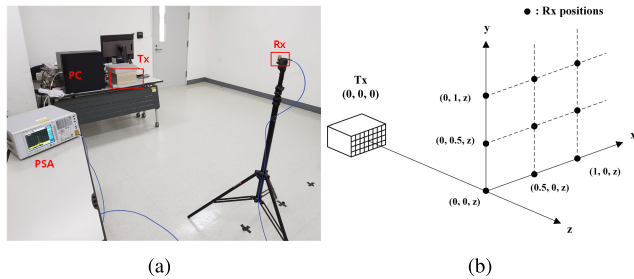 Tx
Rx
PC
PSA
(a)
: Rx positions
y
Tx
(0, 0, 0)
(0, 1, z)
(0, 0.5, z)
x
(1, 0, z)
(0.5, 0, z)
(0, 0, z)
z
(b)